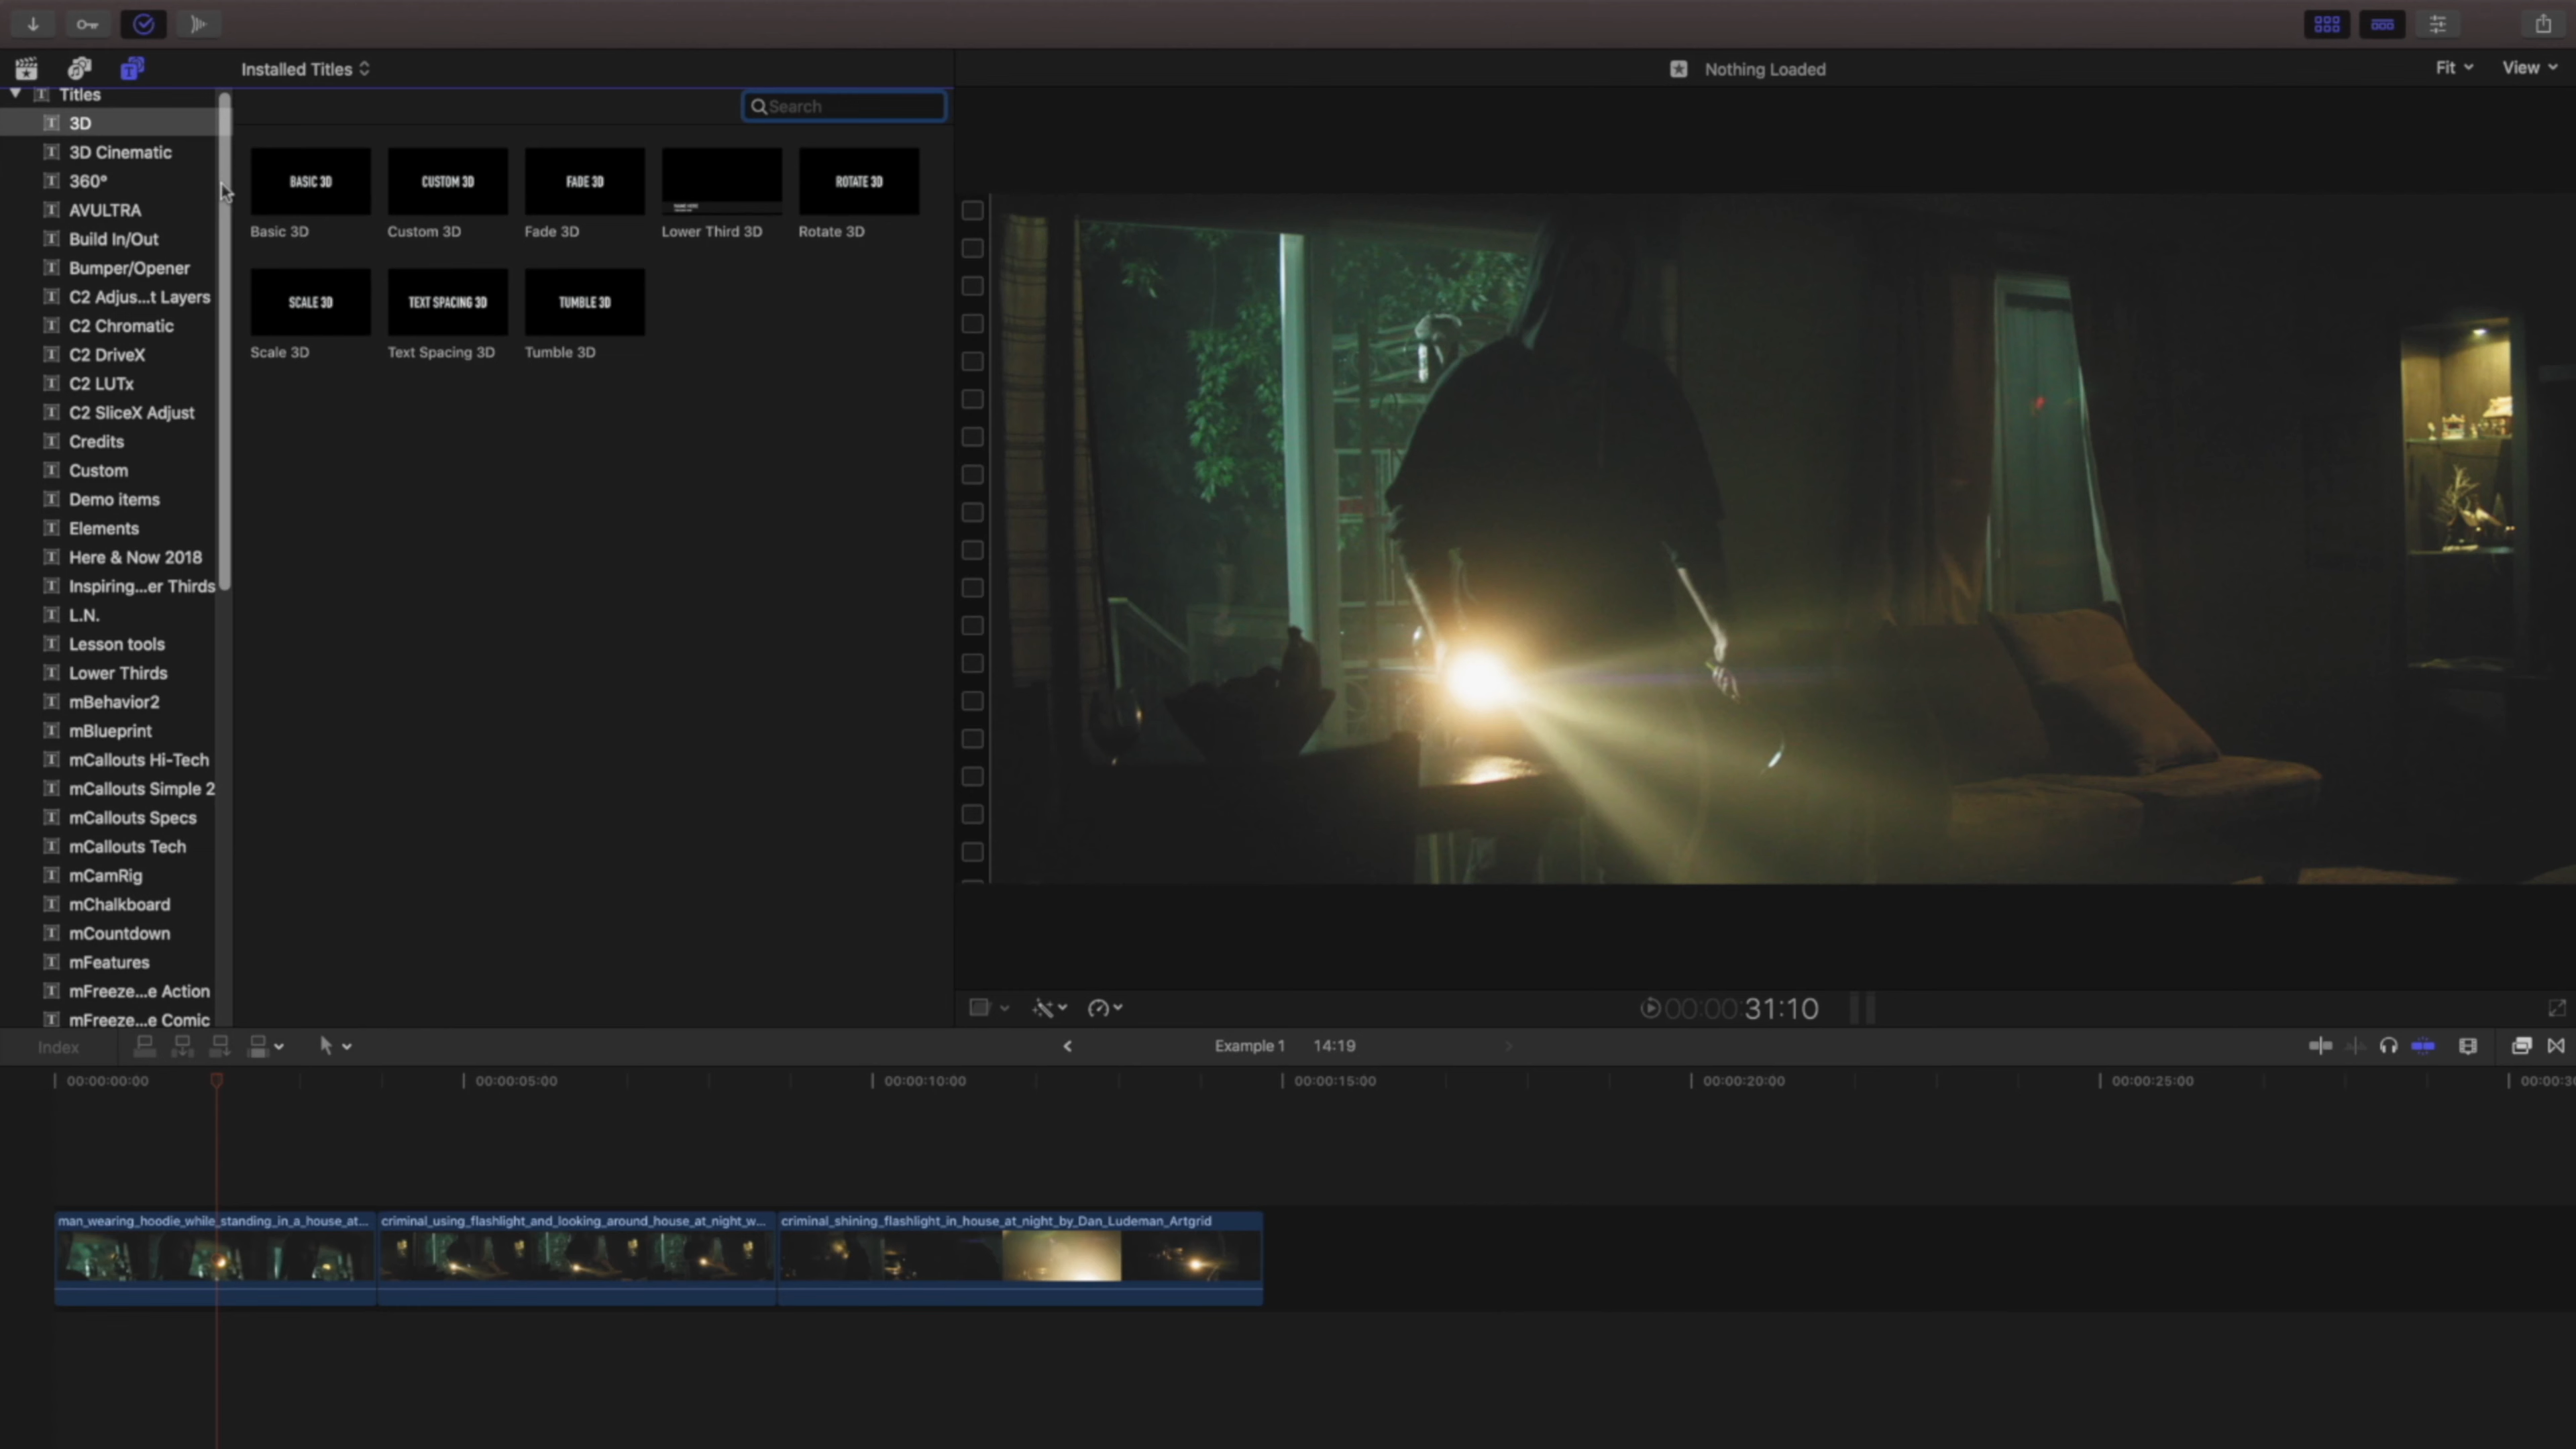 Installed Titles
Nothing Loaded
Fit
View
Titles
Search
3D
3D Cinematic
360°
AVULTRA
Build In/Out
Bumper/Opener
C2 Adjus...t Layers
C2 Chromatic
C2 DriveX
C2 LUTx
C2 SliceX Adjust
Credits
Custom
Demo items
Elements
Here & Now 2018
Inspiring...er Thirds
L.N.
Lesson tools
Lower Thirds
mBehavior2
mBlueprint
mCallouts Hi-Tech
mCallouts Simple 2
mCallouts Specs
mCallouts Tech
mCamRig
mChalkboard
mCountdown
mFeatures
mFreeze...e Action
mFreeze...e Comic
BASIC 3D
CUSTOM 3D
FADE 3D
ROTATE 3D
Basic 3D
Custom 3D
Fade 3D
Lower Third 3D
Rotate 3D
SCALE 3D
TEXT SPACING 3D
TUMBLE 3D
Scale 3D
Text Spacing 3D
Tumble 3D
00:00:31:10
Index
Example 1
14:19
00:00:00:00
00:00:05:00
00:00:10:00
00:00:15:00
00:00:20:00
00:00:25:00
man_wearing_hoodie_while_standing_in_a_house_at...
criminal_using_flashlight_and_looking_around_house_at_night_w...
criminal_shining_flashlight_in_house_at_night_by_Dan_Ludeman_Artgrid